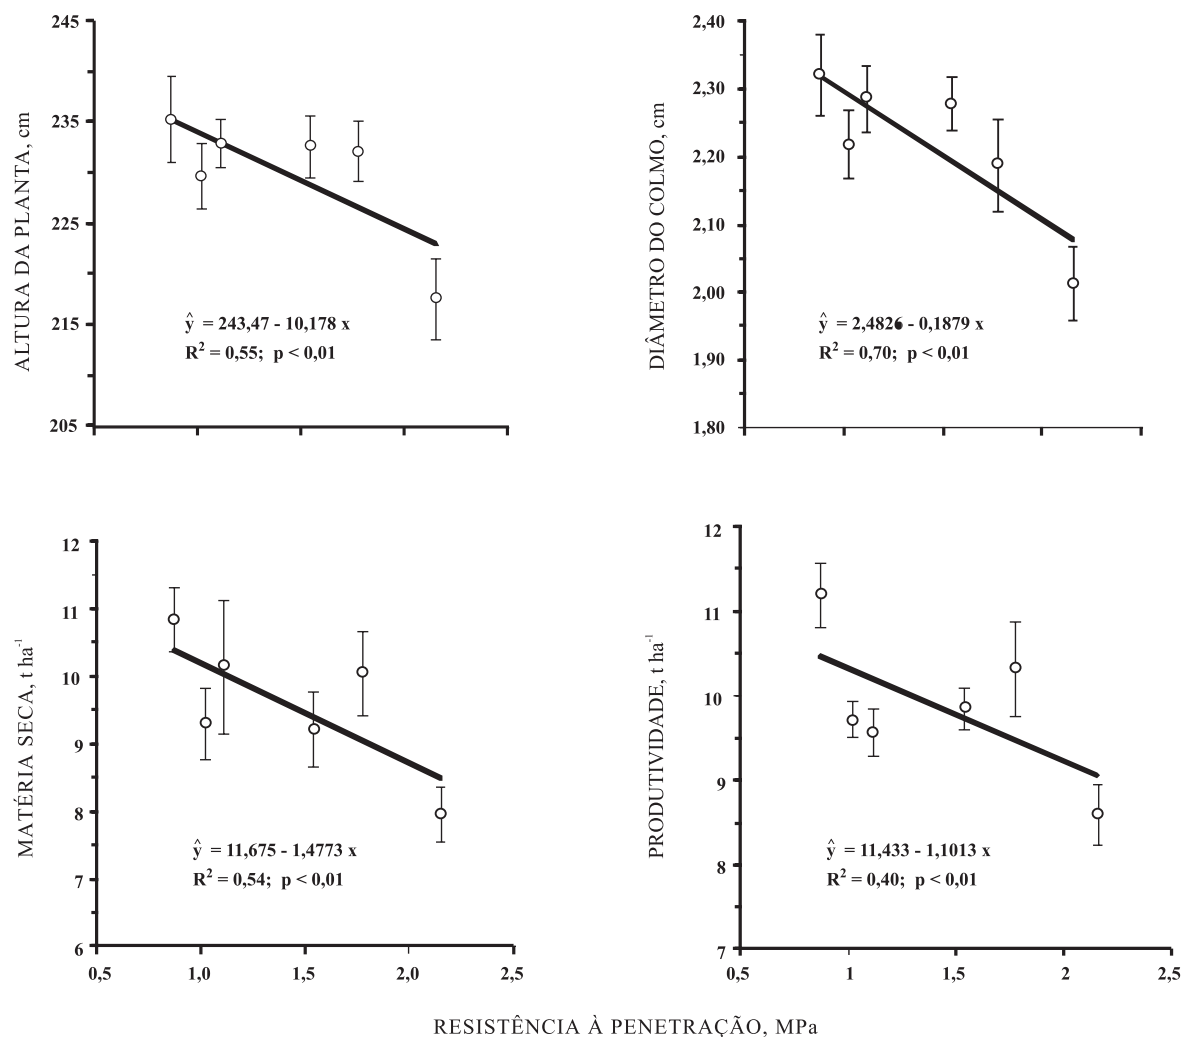 ALTURA DA PLANTA, cm
245
235
225
215
205
ŷ = 243,47 - 10,178 x
R² = 0,55; p < 0,01
DIÂMETRO DO COLMO, cm
2,40
2,30
2,20
2,10
2,00
1,90
1,80
ŷ = 2,4826 - 0,1879 x
R² = 0,70; p < 0,01
MATÉRIA SECA, t ha⁻¹
12
11
10
9
8
7
6
ŷ = 11,675 - 1,4773 x
R² = 0,54; p < 0,01
0,5 1,0 1,5 2,0 2,5
PRODUTIVIDADE, t ha⁻¹
12
11
10
9
8
7
ŷ = 11,433 - 1,1013 x
R² = 0,40; p < 0,01
0,5 1 1,5 2 2,5
RESISTÊNCIA À PENETRAÇÃO, MPa